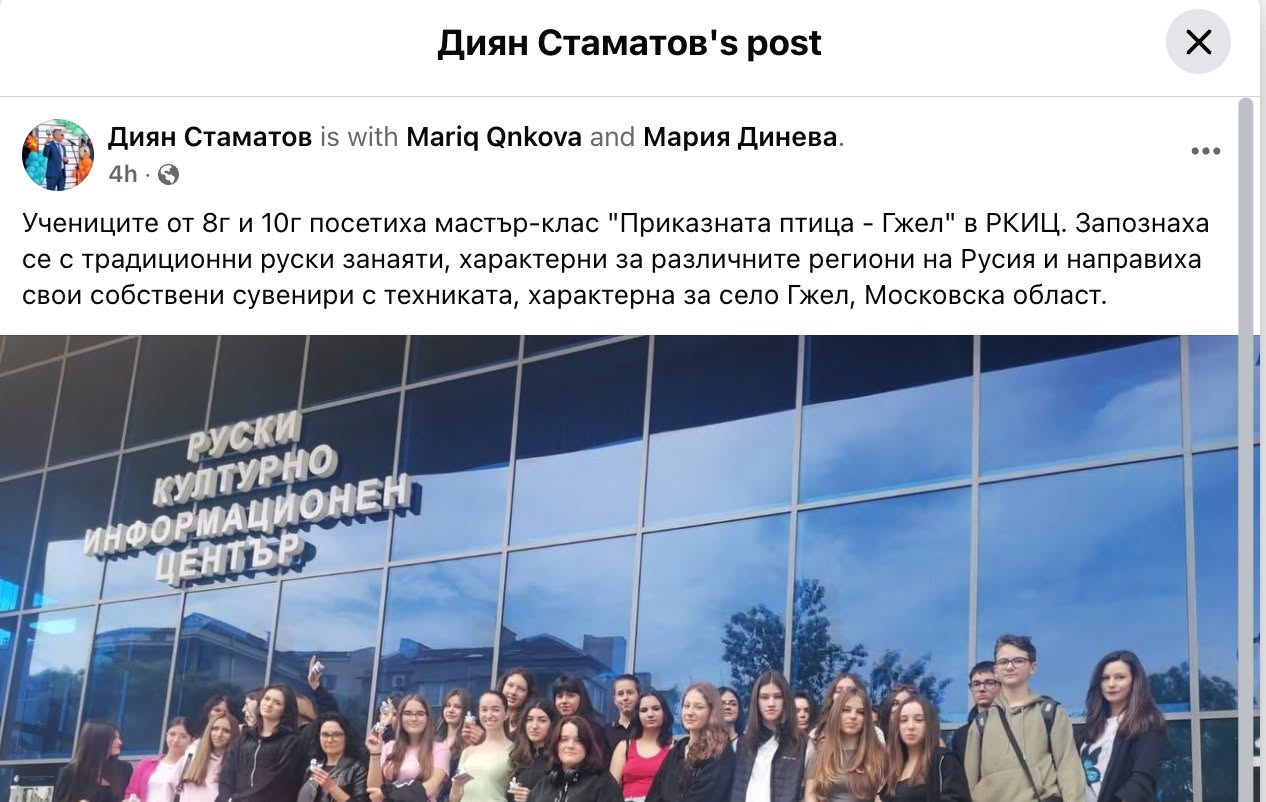 Диян Стаматов's post
Диян Стаматов is with Mariq Qnkova and Мария Динева.
4h ·
Учениците от 8г и 10г посетиха мастър-клас "Приказната птица - Гжел" в РКИЦ. Запознаха
се с традиционни руски занаяти, характерни за различните региони на Русия и направиха
свои собствени сувенири с техниката, характерна за село Гжел, Московска област.
РУСКИ
КУЛТУРНО
ИНФОРМАЦИОНЕН
ЦЕНТЪР